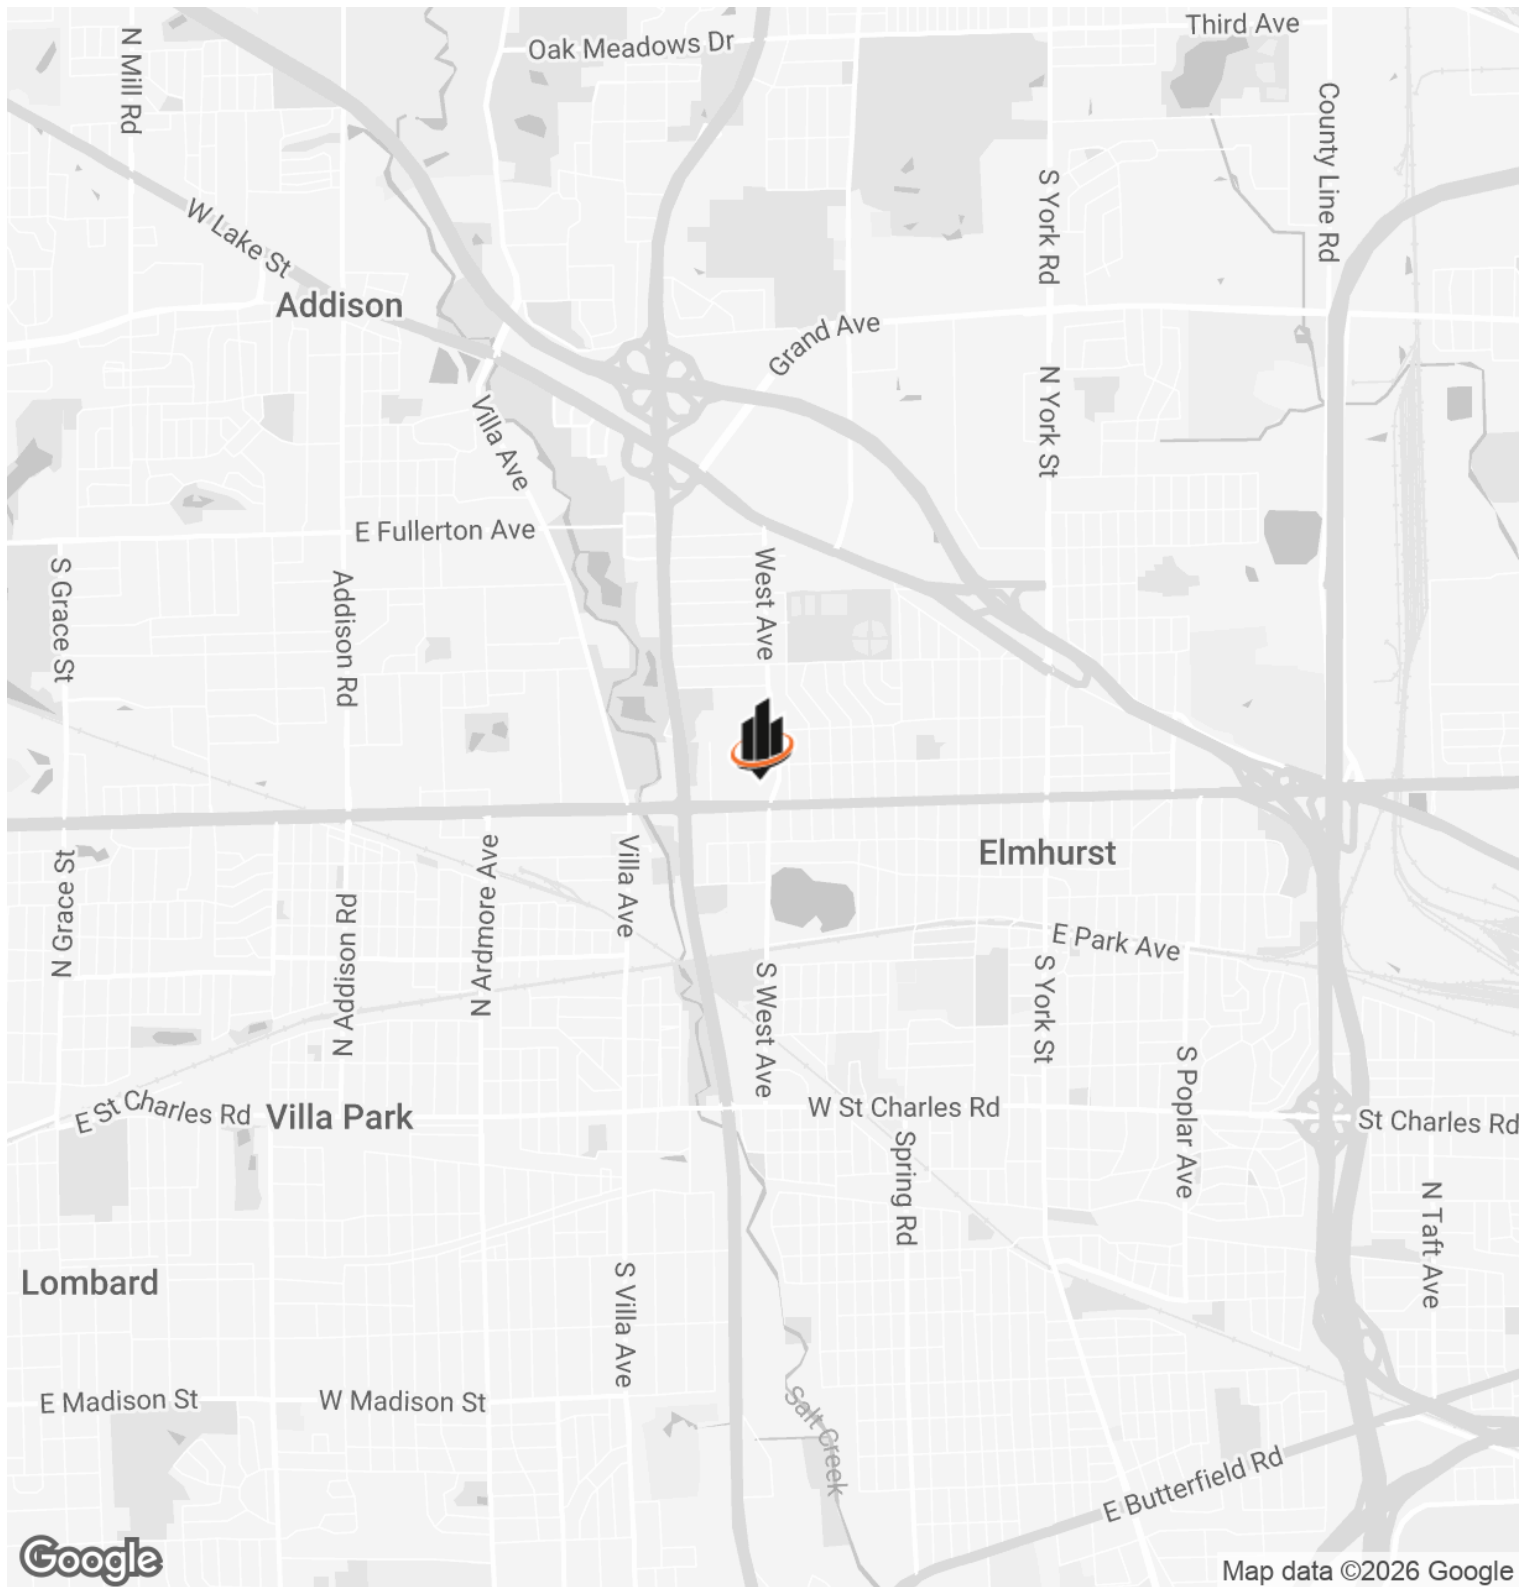 Third Ave
Oak Meadows Dr
N Mill Rd
County Line Rd
S York Rd
W Lake St
Addison
Grand Ave
N York St
Villa Ave
E Fullerton Ave
West Ave
S Grace St
Addison Rd
Elmhurst
Villa Ave
N Ardmore Ave
N Grace St
N Addison Rd
E Park Ave
S West Ave
S York St
S Poplar Ave
E St Charles Rd
Villa Park
W St Charles Rd
St Charles Rd
Spring Rd
N Taft Ave
Lombard
S Villa Ave
E Madison St
W Madison St
Salt Creek
E Butterfield Rd
Google
Map data ©2026 Google